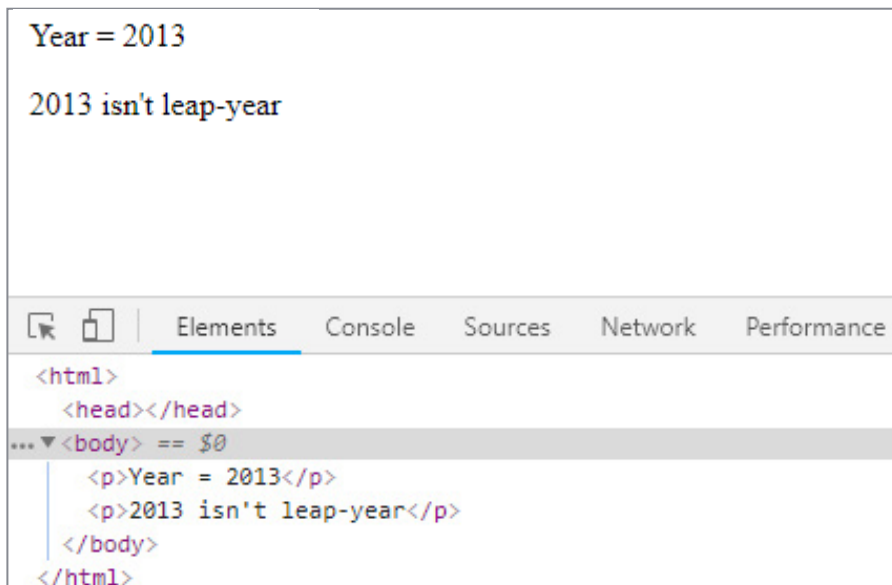 Year = 2013
2013 isn't leap-year
Elements Console Sources Network Performance
<html>
<head></head>
... ▼ <body> == $0
<p>Year = 2013</p>
<p>2013 isn't leap-year</p>
</body>
</html>